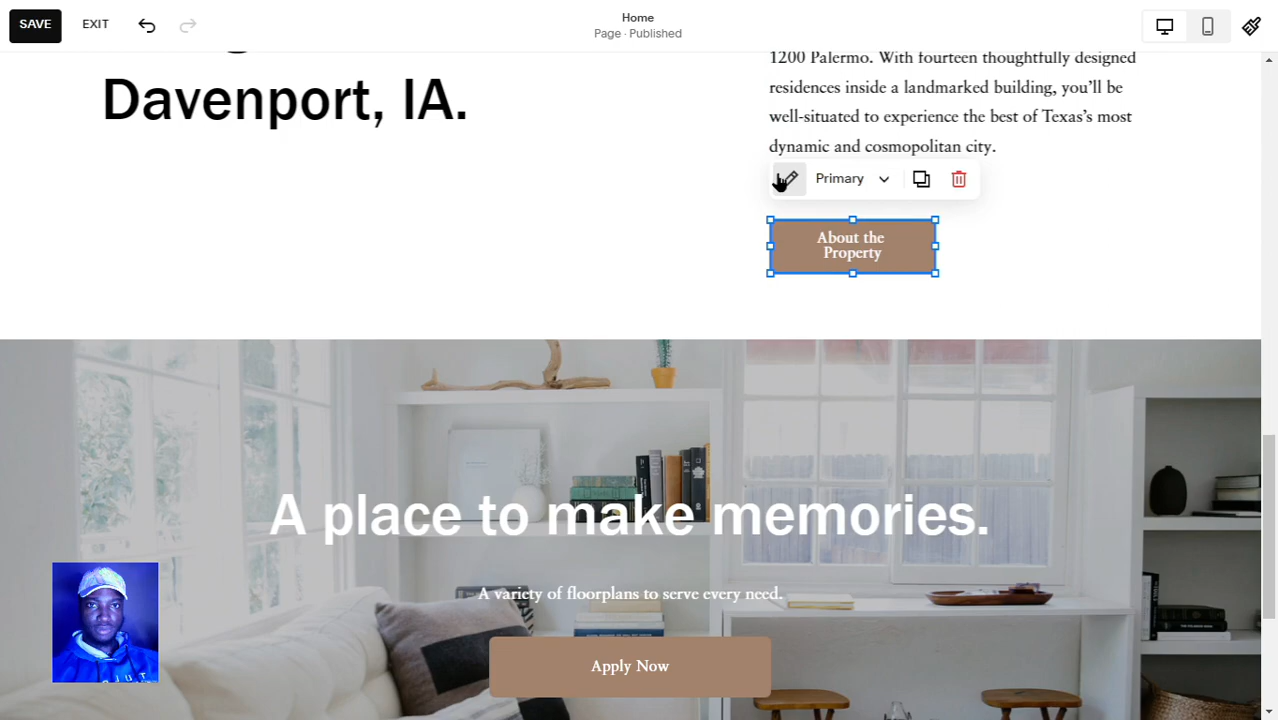 SAVE
EXIT
Home
Page · Published
Davenport, IA.
1200 Palermo. With fourteen thoughtfully designed
residences inside a landmarked building, you’ll be
well-situated to experience the best of Texas’s most
dynamic and cosmopolitan city.
Primary
About the
Property
A place to make memories.
A variety of floorplans to serve every need.
Apply Now